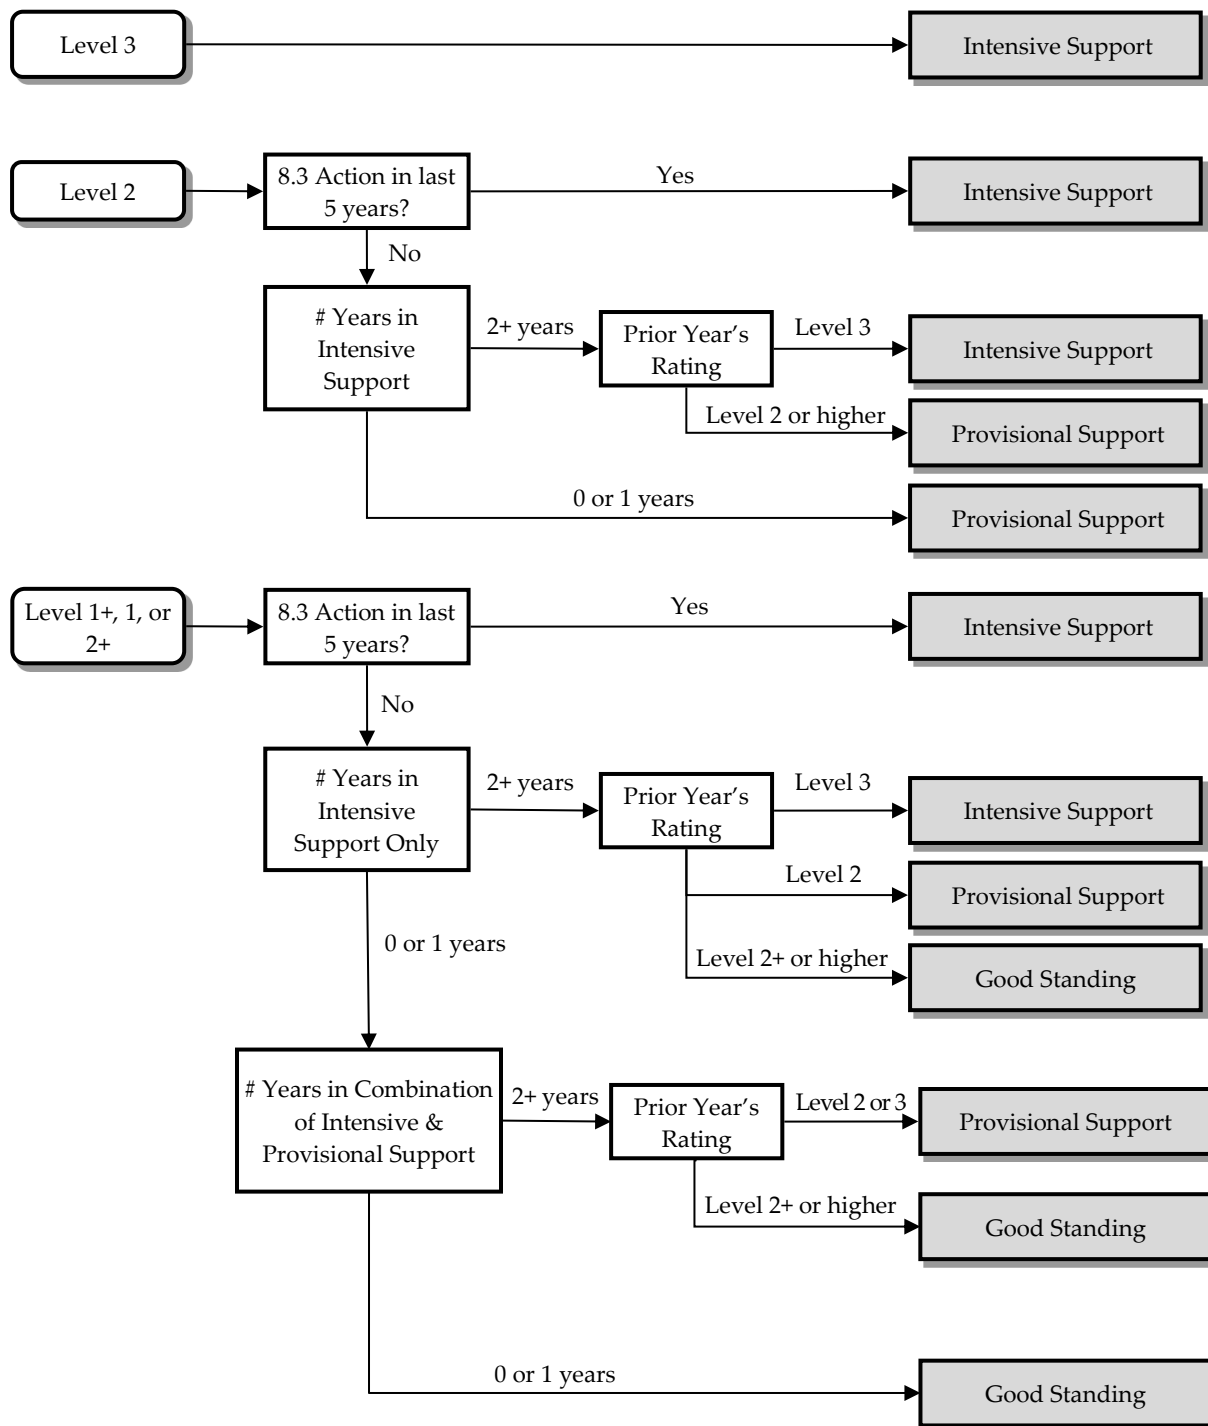 Level 3
Intensive Support
Level 2
8.3 Action in last
5 years?
Yes
Intensive Support
No
# Years in
Intensive
Support
2+ years
Prior Year’s
Rating
Level 3
Intensive Support
Level 2 or higher
Provisional Support
0 or 1 years
Provisional Support
Level 1+, 1, or
2+
8.3 Action in last
5 years?
Yes
Intensive Support
No
# Years in
Intensive
Support Only
2+ years
Prior Year’s
Rating
Level 3
Intensive Support
Level 2
Provisional Support
Level 2+ or higher
Good Standing
0 or 1 years
# Years in Combination
of Intensive &
Provisional Support
2+ years
Prior Year’s
Rating
Level 2 or 3
Provisional Support
Level 2+ or higher
Good Standing
0 or 1 years
Good Standing